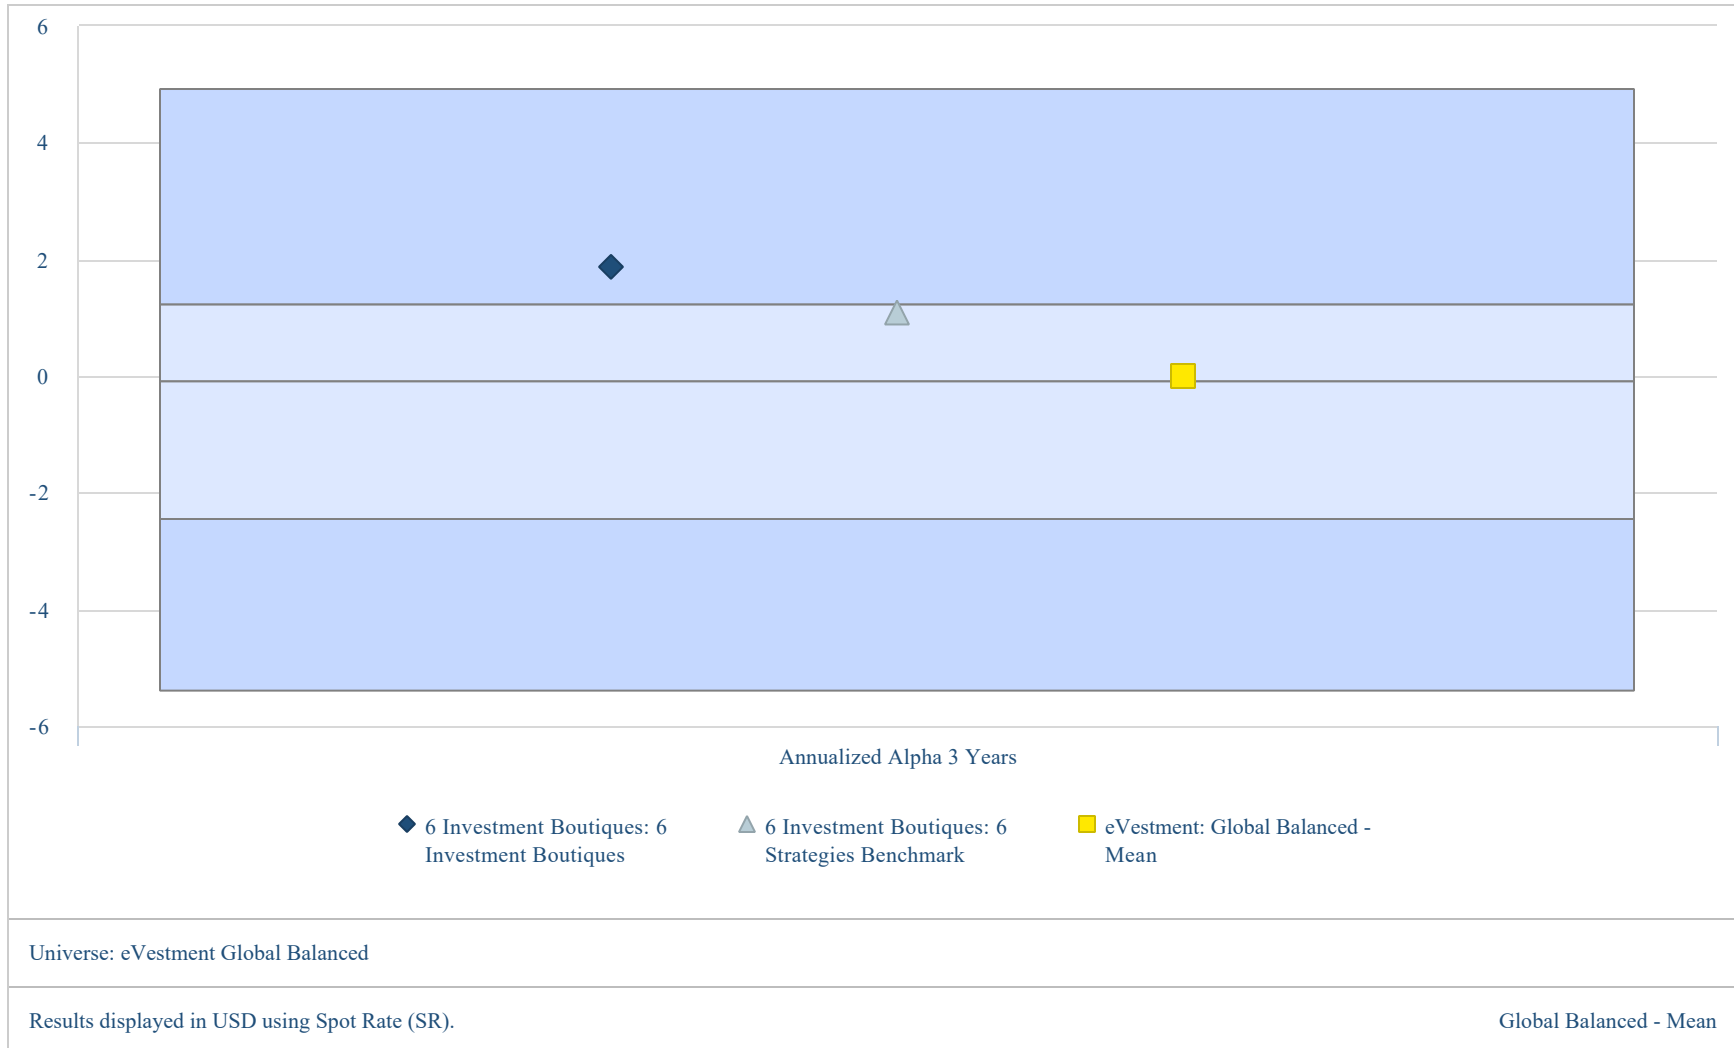 6
4
2
0
-2
-4
-6
Annualized Alpha 3 Years
6 Investment Boutiques: 6
Investment Boutiques
6 Investment Boutiques: 6
Strategies Benchmark
eVestment: Global Balanced -
Mean
Universe: eVestment Global Balanced
Results displayed in USD using Spot Rate (SR).
Global Balanced - Mean